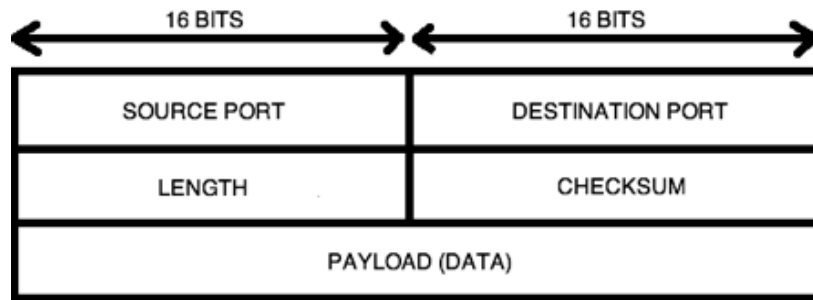 16 BITS 16 BITS
SOURCE PORT DESTINATION PORT
LENGTH CHECKSUM
PAYLOAD (DATA)